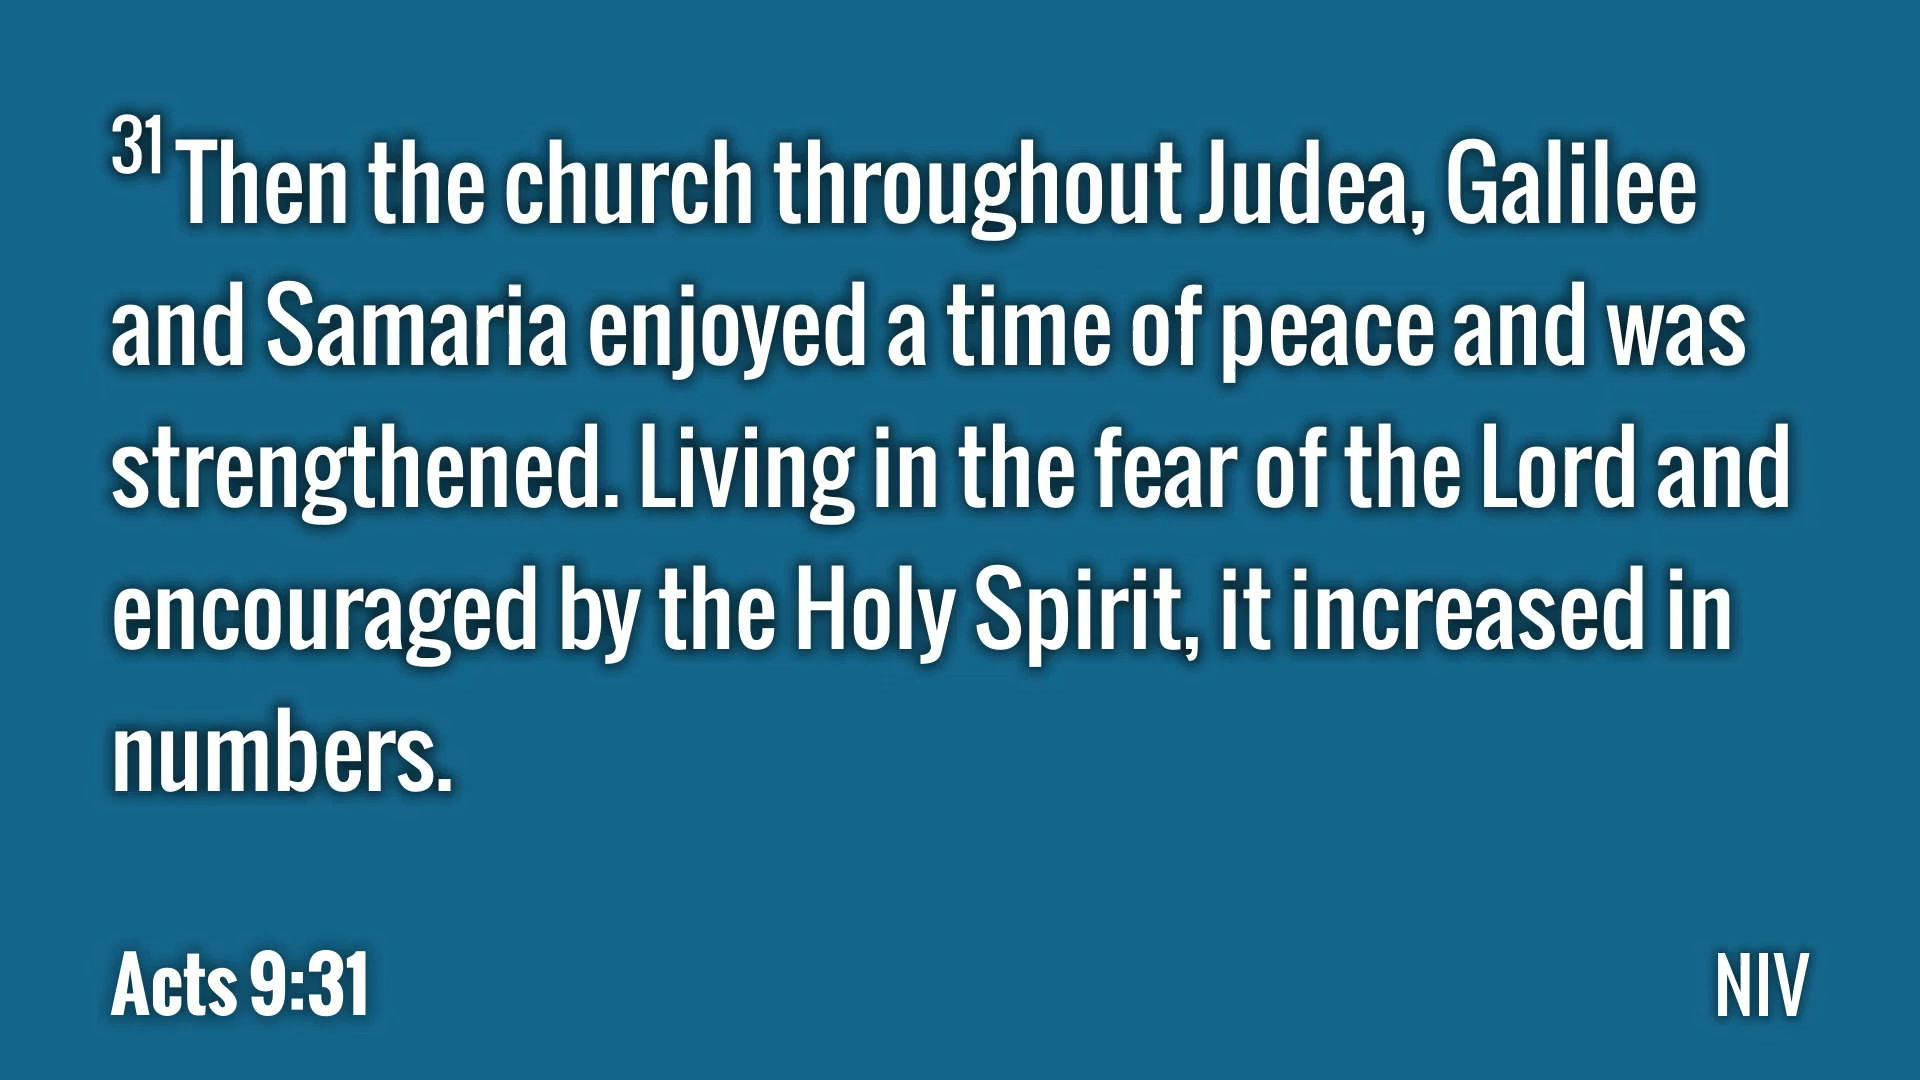 31 Then the church throughout Judea, Galilee
and Samaria enjoyed a time of peace and was
strengthened. Living in the fear of the Lord and
encouraged by the Holy Spirit, it increased in
numbers.
Acts 9:31
NIV